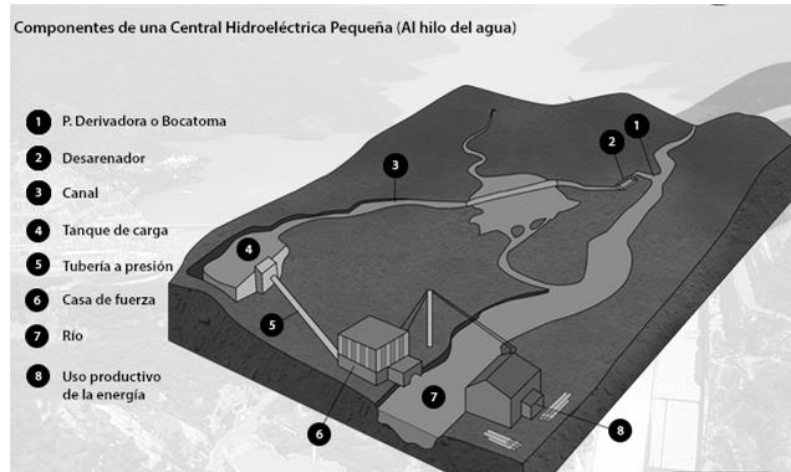 Componentes de una Central Hidroeléctrica Pequeña (Al hilo del agua)
1 P. Derivadora o Bocatoma
2 Desarenador
3 Canal
4 Tanque de carga
5 Tubería a presión
6 Casa de fuerza
7 Río
8 Uso productivo
de la energía
2
1
3
4
5
7
6
8